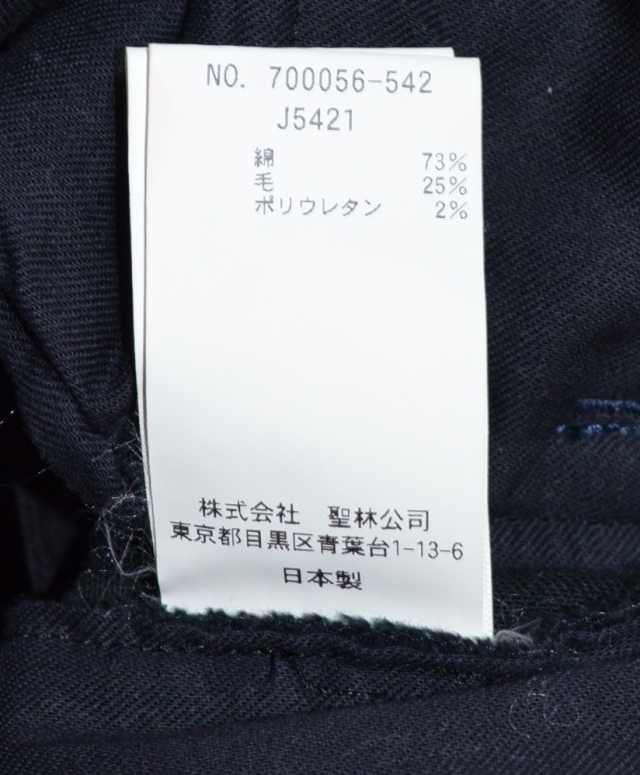 NO. 700056-542
J5421
綿 73%
毛 25%
ポリウレタン 2%
株式会社 聖林公司
東京都目黒区青葉台1-13-6
日本製